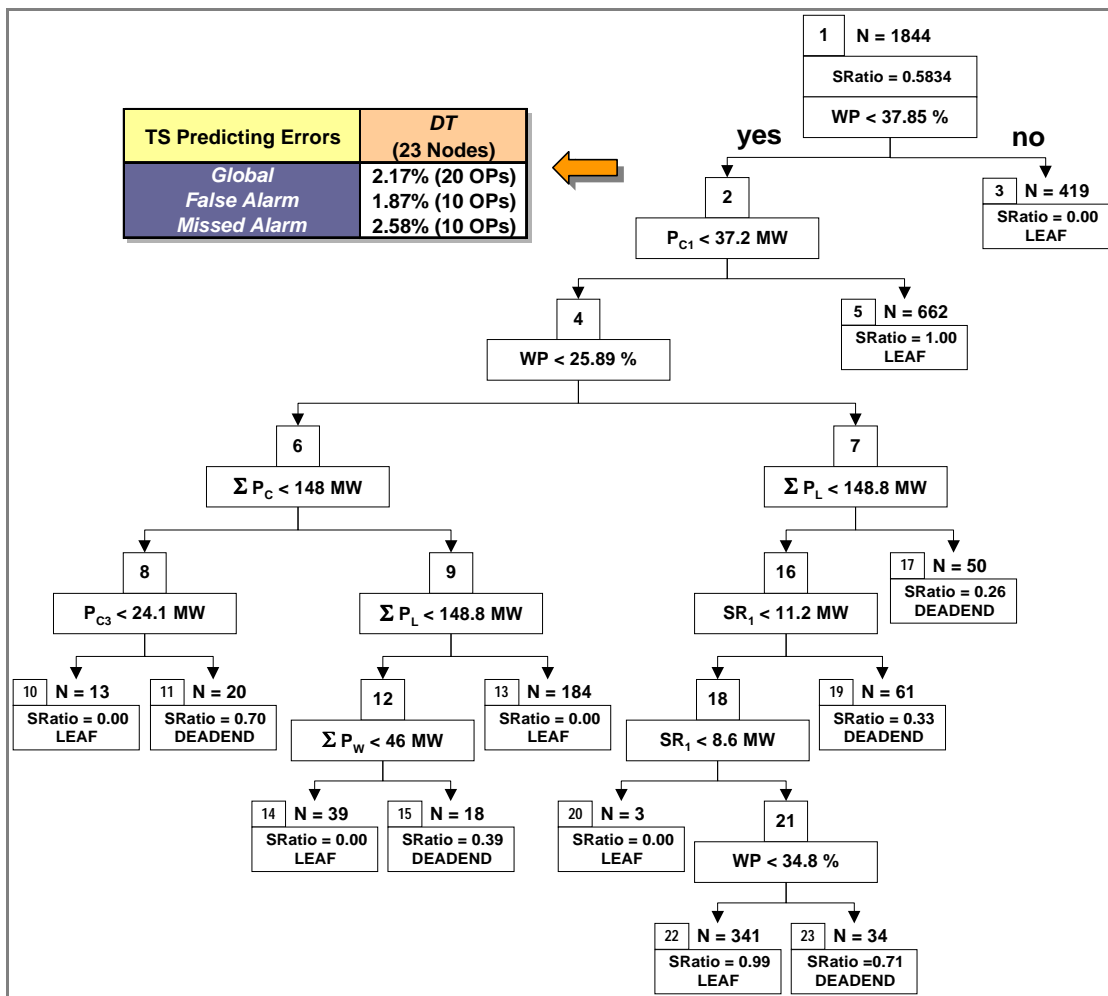 1 N = 1844
SRatio = 0.5834
WP < 37.85 %
yes no
TS Predicting Errors
DT
(23 Nodes)
Global 2.17% (20 OPs)
False Alarm 1.87% (10 OPs)
Missed Alarm 2.58% (10 OPs)
2
P_C1 < 37.2 MW
3 N = 419
SRatio = 0.00
LEAF
4
WP < 25.89 %
5 N = 662
SRatio = 1.00
LEAF
6
Σ P_C < 148 MW
7
Σ P_L < 148.8 MW
8
P_C3 < 24.1 MW
9
Σ P_L < 148.8 MW
16
SR_1 < 11.2 MW
17 N = 50
SRatio = 0.26
DEADEND
10 N = 13
SRatio = 0.00
LEAF
11 N = 20
SRatio = 0.70
DEADEND
12
Σ P_W < 46 MW
13 N = 184
SRatio = 0.00
LEAF
18
SR_1 < 8.6 MW
19 N = 61
SRatio = 0.33
DEADEND
14 N = 39
SRatio = 0.00
LEAF
15 N = 18
SRatio = 0.39
DEADEND
20 N = 3
SRatio = 0.00
LEAF
21
WP < 34.8 %
22 N = 341
SRatio = 0.99
LEAF
23 N = 34
SRatio =0.71
DEADEND